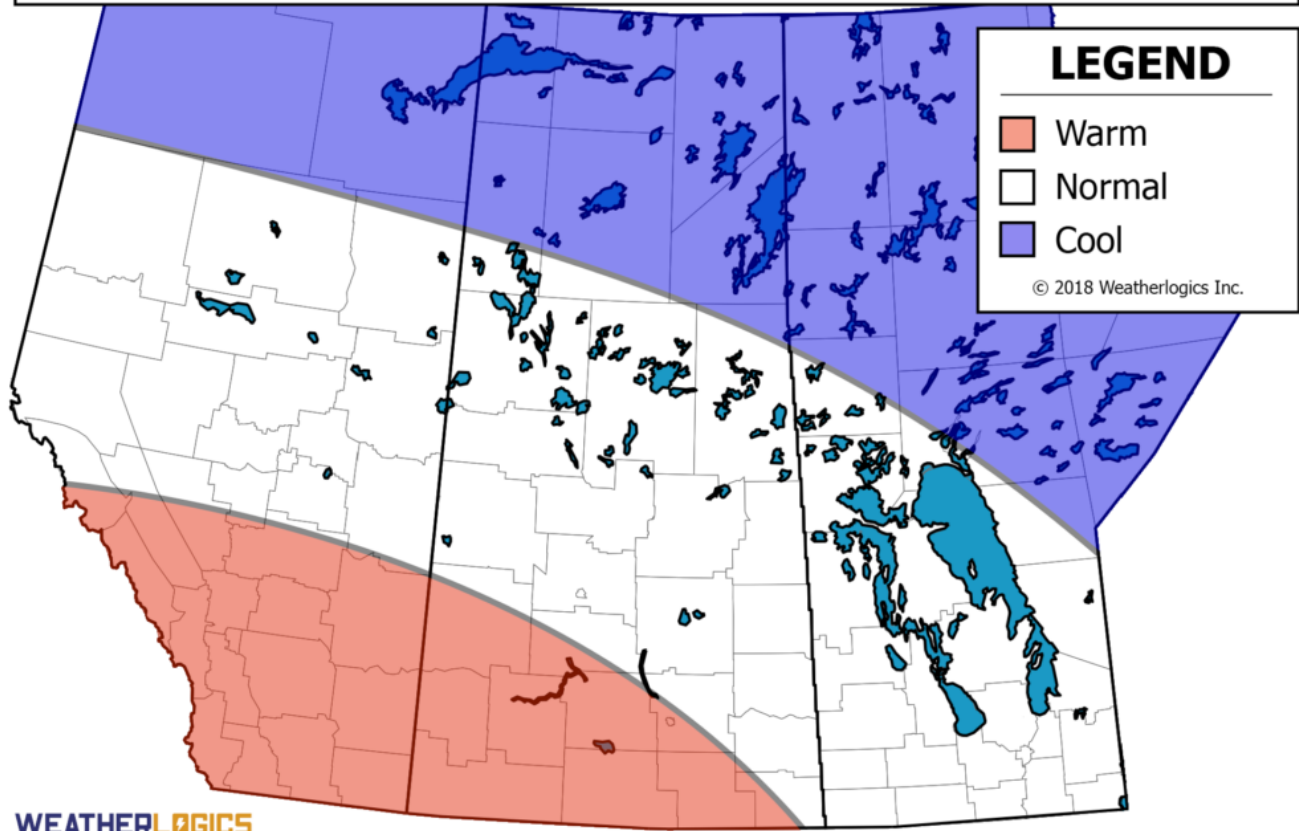 LEGEND
Warm
Normal
Cool
© 2018 Weatherlogics Inc.
WEATHERLOGICS